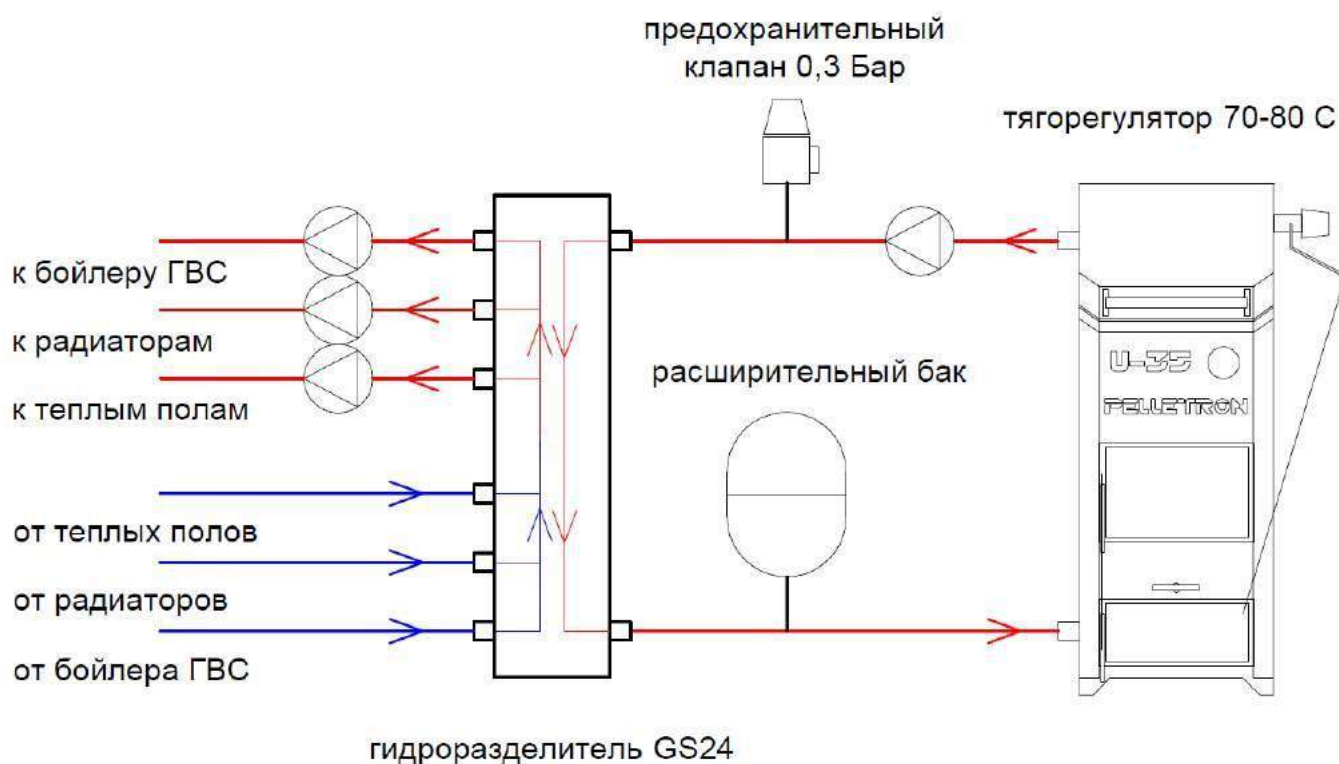 предохранительный
клапан 0,3 Бар
тягорегулятор 70-80 С
к бойлеру ГВС
к радиаторам
к теплым полам
расширительный бак
U-35
PELLETRON
от теплых полов
от радиаторов
от бойлера ГВС
гидроразделитель GS24